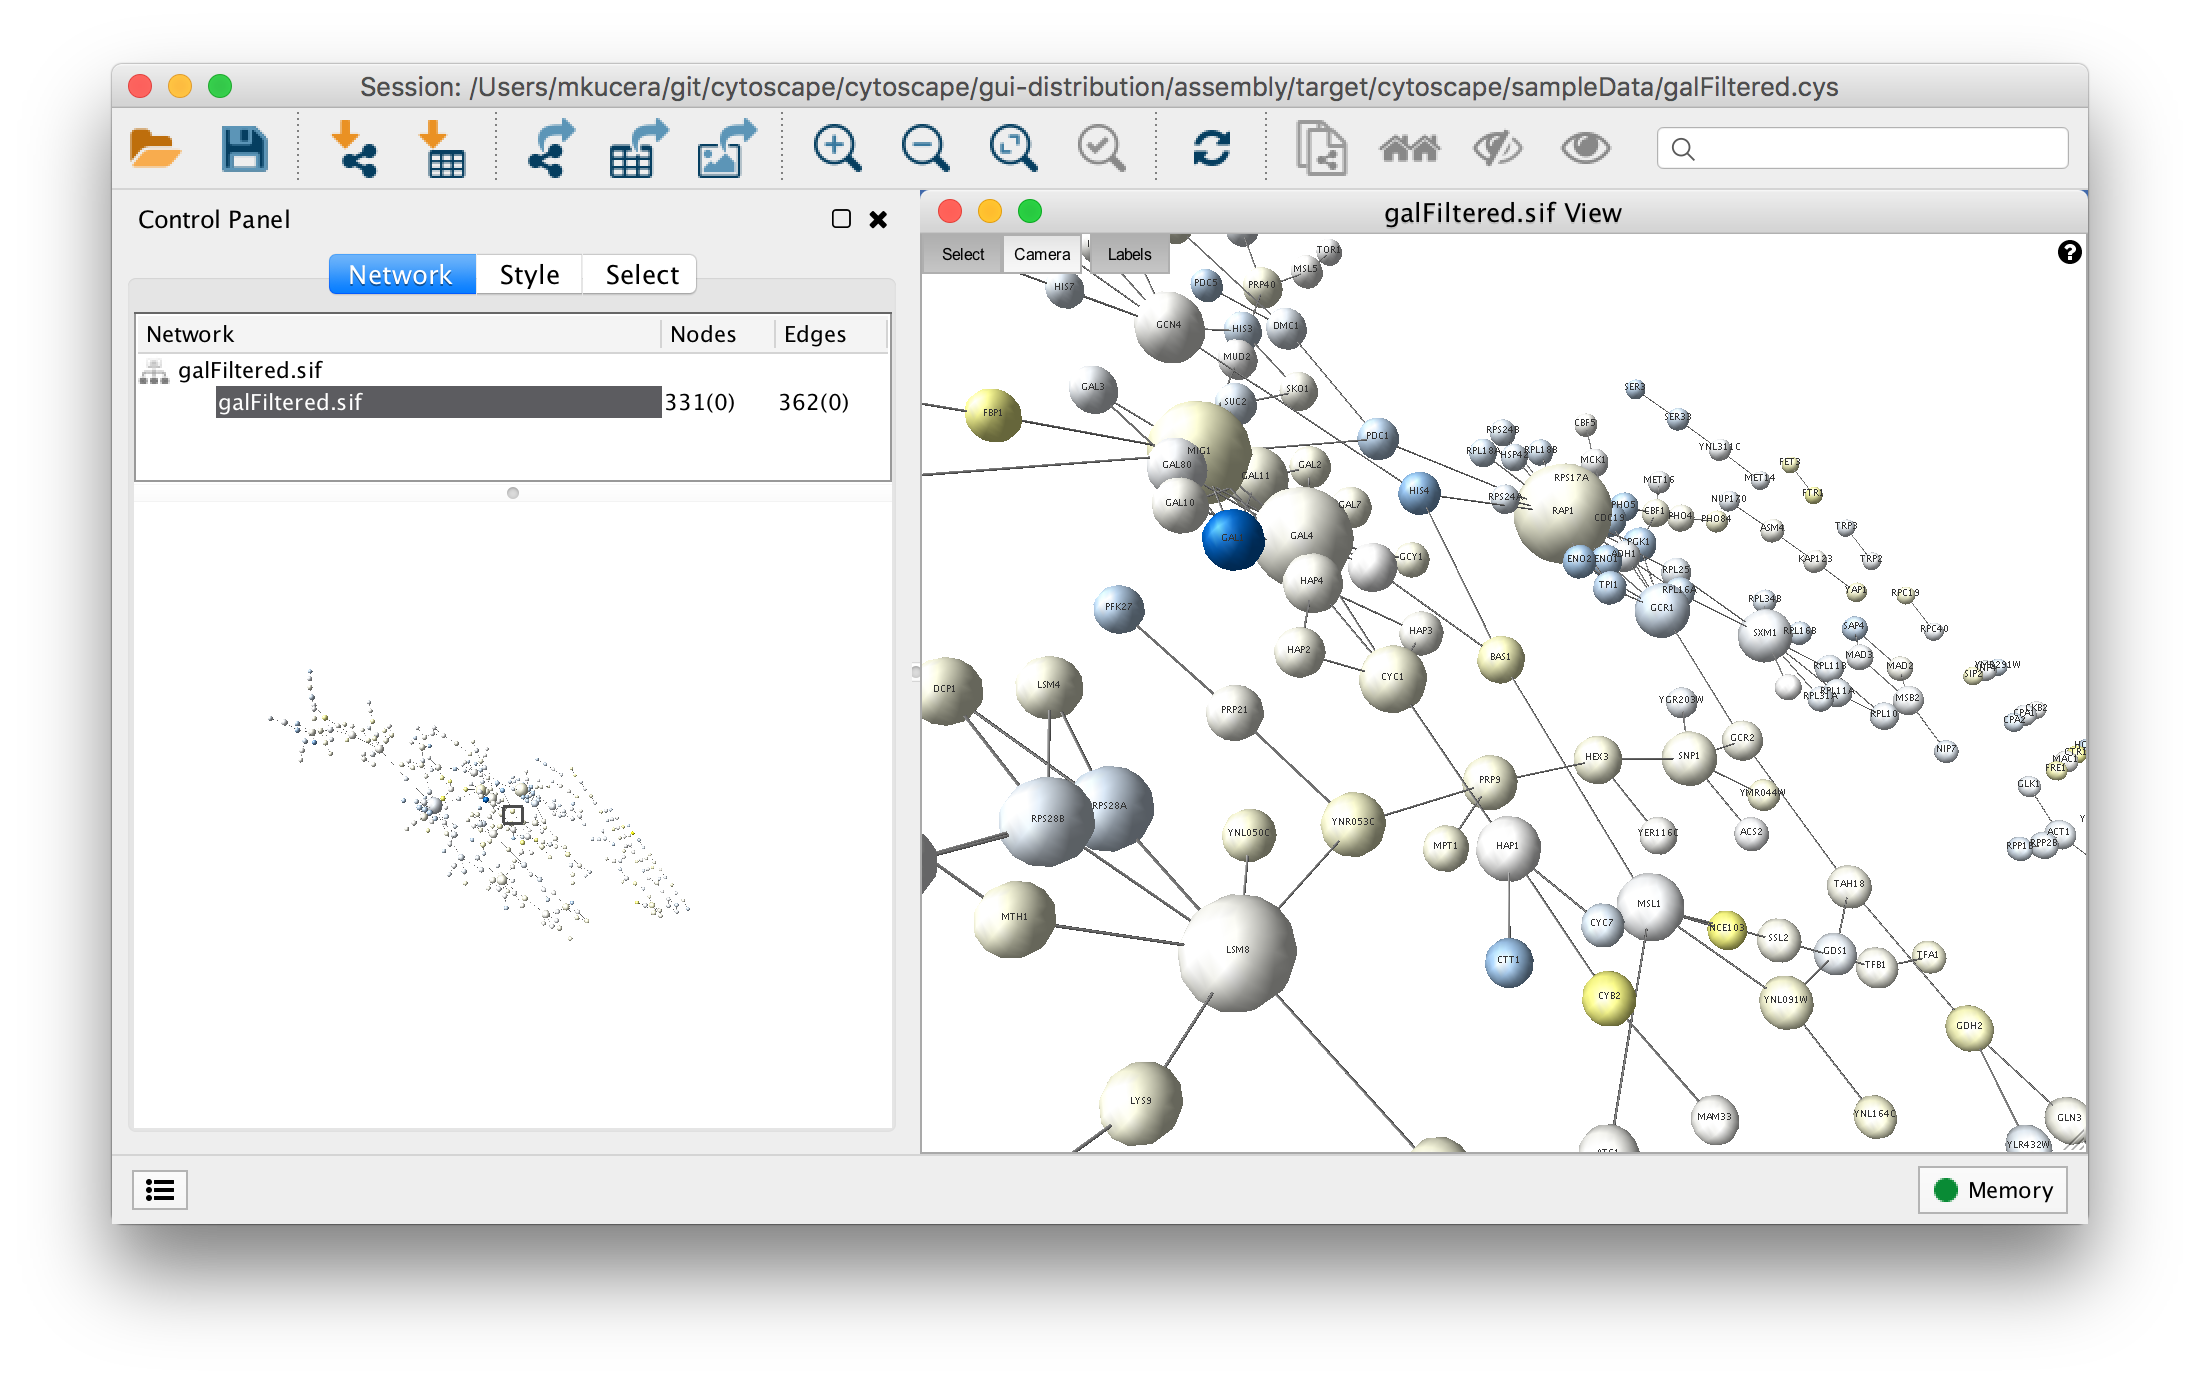 Session: /Users/mkucera/git/cytoscape/cytoscape/gui-distribution/assembly/target/cytoscape/sampleData/galFiltered.cys
Control Panel
Network Style Select
Network Nodes Edges
galFiltered.sif
galFiltered.sif 331(0) 362(0)
galFiltered.sif View
Select Camera Labels
?
TOR1
MSL5
HIS7
PDC5
PRP40
GCN4
HIS3
DMC1
MUD2
GAL3
SKO1
SUC2
SER3
FBP1
SER33
CBF5
RPS24B
PDC1
MIG1
RPL18A
RPL18B
YNL311C
MCK1
GAL80
GAL2
GAL11
FET3
RPS17A
MET16
MET14
HIS4
FTR1
RPS24A
NUP170
GAL10
GAL7
PHO5
RAP1
CBF1
PHO4
PHO84
CDC19
ASM4
TRP3
GAL4
PGK1
ADH1
GCY1
ENO2
ENO1
KAP123
TRP2
RPL25
HAP4
TPI1
RPL16A
YAP1
RPC19
RPL34B
PFK27
GCR1
SAP4
RPC40
HAP3
SXM1
RPL16B
HAP2
BAS1
MAD3
MAD2
RPL11B
SIP2
CYC1
DCP1
LSM4
RPL11A
RPL31A
MSB2
YGR203W
PRP21
RPL10
CKB2
CPA2
GCR2
NIP7
HEX3
SNP1
MAC1
FRE1
PRP9
GLK1
YMR044W
RPS28A
RPS28B
YNR053C
YNL050C
YER116C
ACS2
ACT1
MPT1
HAP1
RPP2B
TAH18
MSL1
MTH1
CYC7
NCE103
SSL2
LSM8
GDS1
TFA1
CTT1
TFB1
CYB2
YNL091W
GDH2
LYS9
MAM33
YNL164C
GLN3
YLR432W
Memory